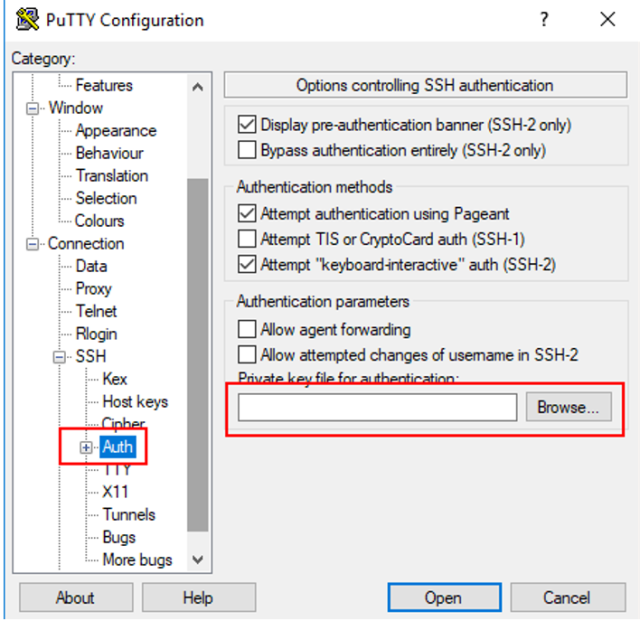 PuTTY Configuration
Category:
Features
Window
Appearance
Behaviour
Translation
Selection
Colours
Connection
Data
Proxy
Telnet
Rlogin
SSH
Kex
Host keys
Cipher
Auth
TTY
X11
Tunnels
Bugs
More bugs
Options controlling SSH authentication
Display pre-authentication banner (SSH-2 only)
Bypass authentication entirely (SSH-2 only)
Authentication methods
Attempt authentication using Pageant
Attempt TIS or CryptoCard auth (SSH-1)
Attempt "keyboard-interactive" auth (SSH-2)
Authentication parameters
Allow agent forwarding
Allow attempted changes of username in SSH-2
Private key file for authentication:
Browse...
About
Help
Open
Cancel